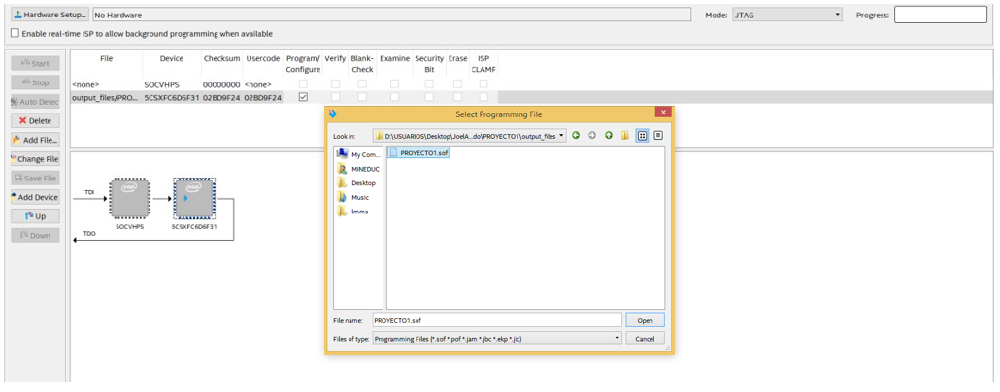 Hardware Setup... No Hardware Mode: JTAG Progress:
Enable real-time ISP to allow background programming when available
Start
Stop
Auto Detec
Delete
Add File...
Change File
Save File
Add Device
Up
Down
File Device Checksum Usercode Program/ Verify Blank- Examine Security Erase ISP
Configure Check Bit CLAMF
<none> SOCVHPS 00000000 <none>
output_files/PRO... 5CSXFC6D6F31 02BD9F24 02BD9F24
TDI
intel
intel
SOCVHPS 5CSXFC6D6F31
TDO
Select Programming File
Look in: D:\USUARIOS\Desktop\JoelA...do\PROYECTO1\output_files
My Com...
MINEDUC
Desktop
Music
lmms
PROYECTO1.sof
File name: PROYECTO1.sof Open
Files of type: Programming Files (*.sof *.pof *.jam *.jbc *.ekp *.jic) Cancel